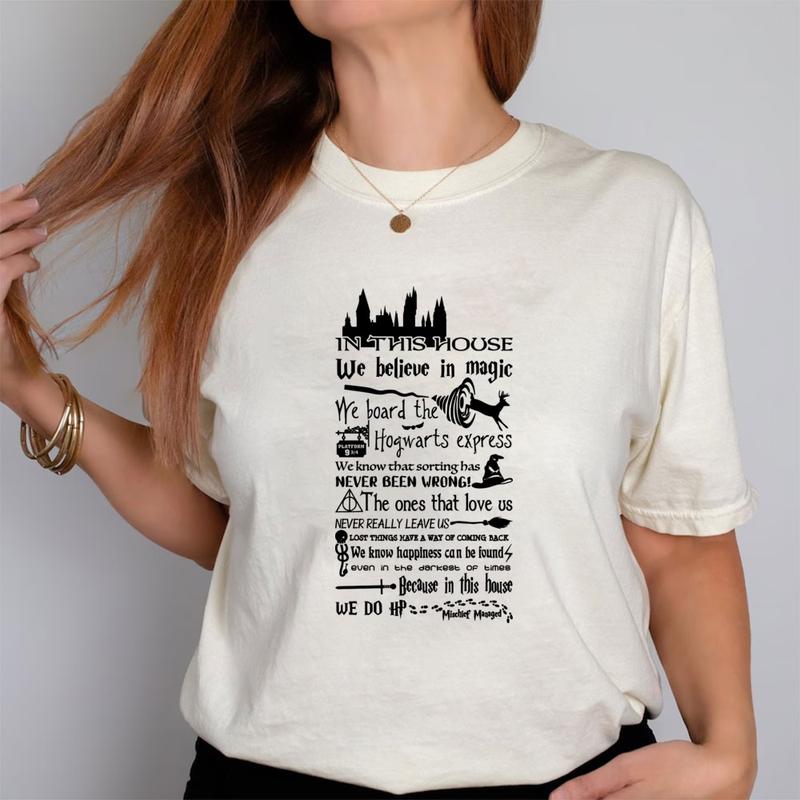 IN THIS HOUSE
We believe in magic
We board the
Hogwarts express
PLATFORM
9 3/4
We know that sorting has
NEVER BEEN WRONG!
The ones that love us
NEVER REALLY LEAVE US
LOST THINGS HAVE A WAY OF COMING BACK
We know happiness can be found
even in the darkest of times
Because in this house
WE DO HP
Mischief Managed